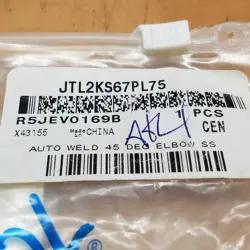 JTL2KS67PL75
R5JEV0169B 1 PCS
X43155 Made in CHINA CEN
AUTO WELD 45 DEG ELBOW SS